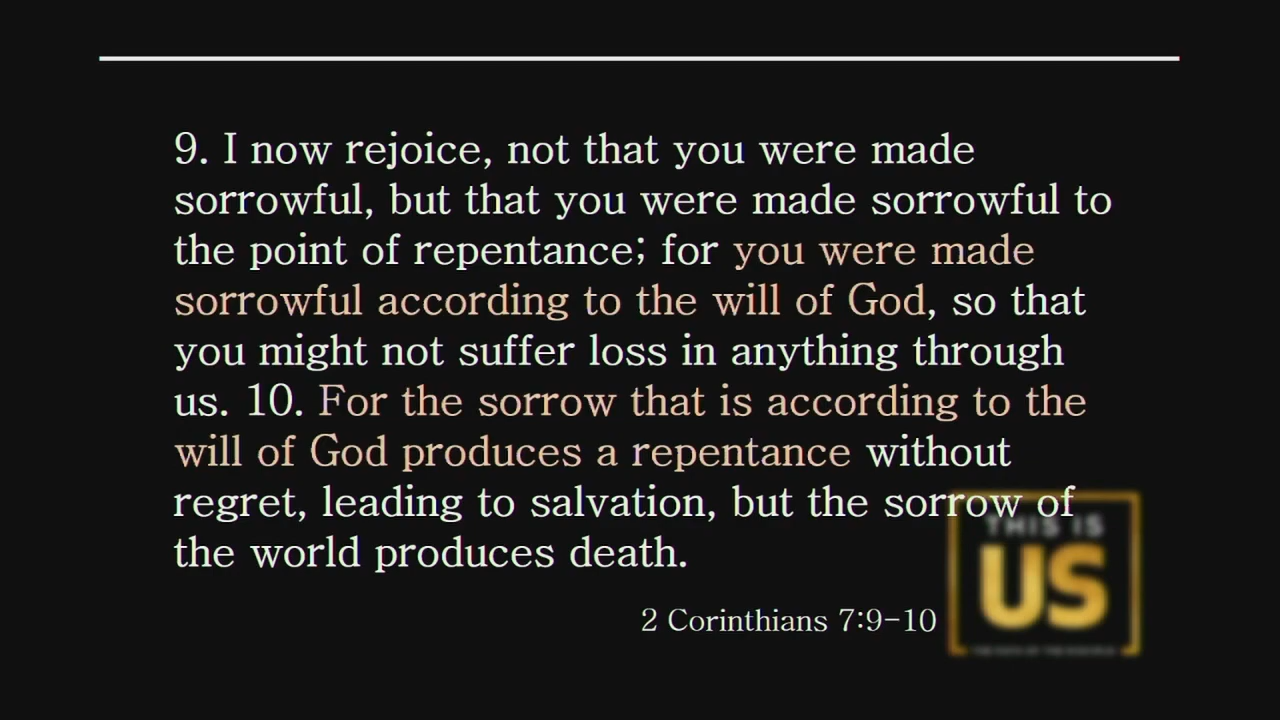 9. I now rejoice, not that you were made
sorrowful, but that you were made sorrowful to
the point of repentance; for you were made
sorrowful according to the will of God, so that
you might not suffer loss in anything through
us. 10. For the sorrow that is according to the
will of God produces a repentance without
regret, leading to salvation, but the sorrow of
the world produces death.
2 Corinthians 7:9-10
THIS IS
US